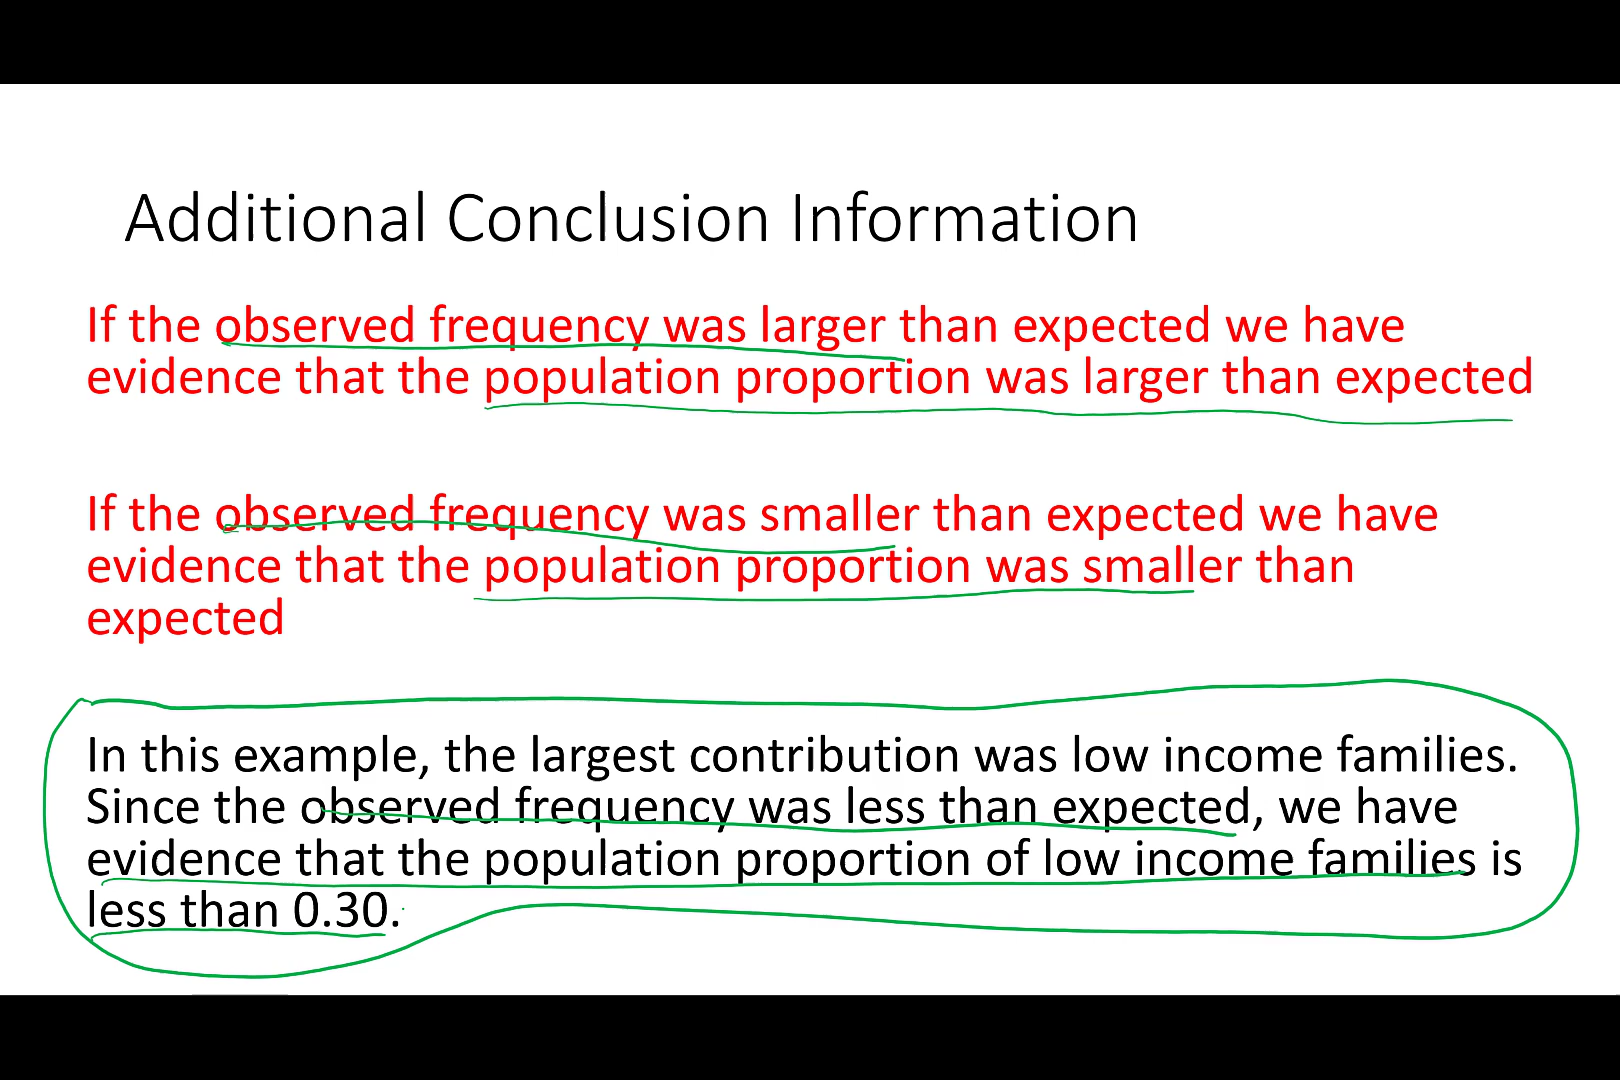 Additional Conclusion Information
If the observed frequency was larger than expected we have
evidence that the population proportion was larger than expected
If the observed frequency was smaller than expected we have
evidence that the population proportion was smaller than
expected
In this example, the largest contribution was low income families.
Since the observed frequency was less than expected, we have
evidence that the population proportion of low income families is
less than 0.30.